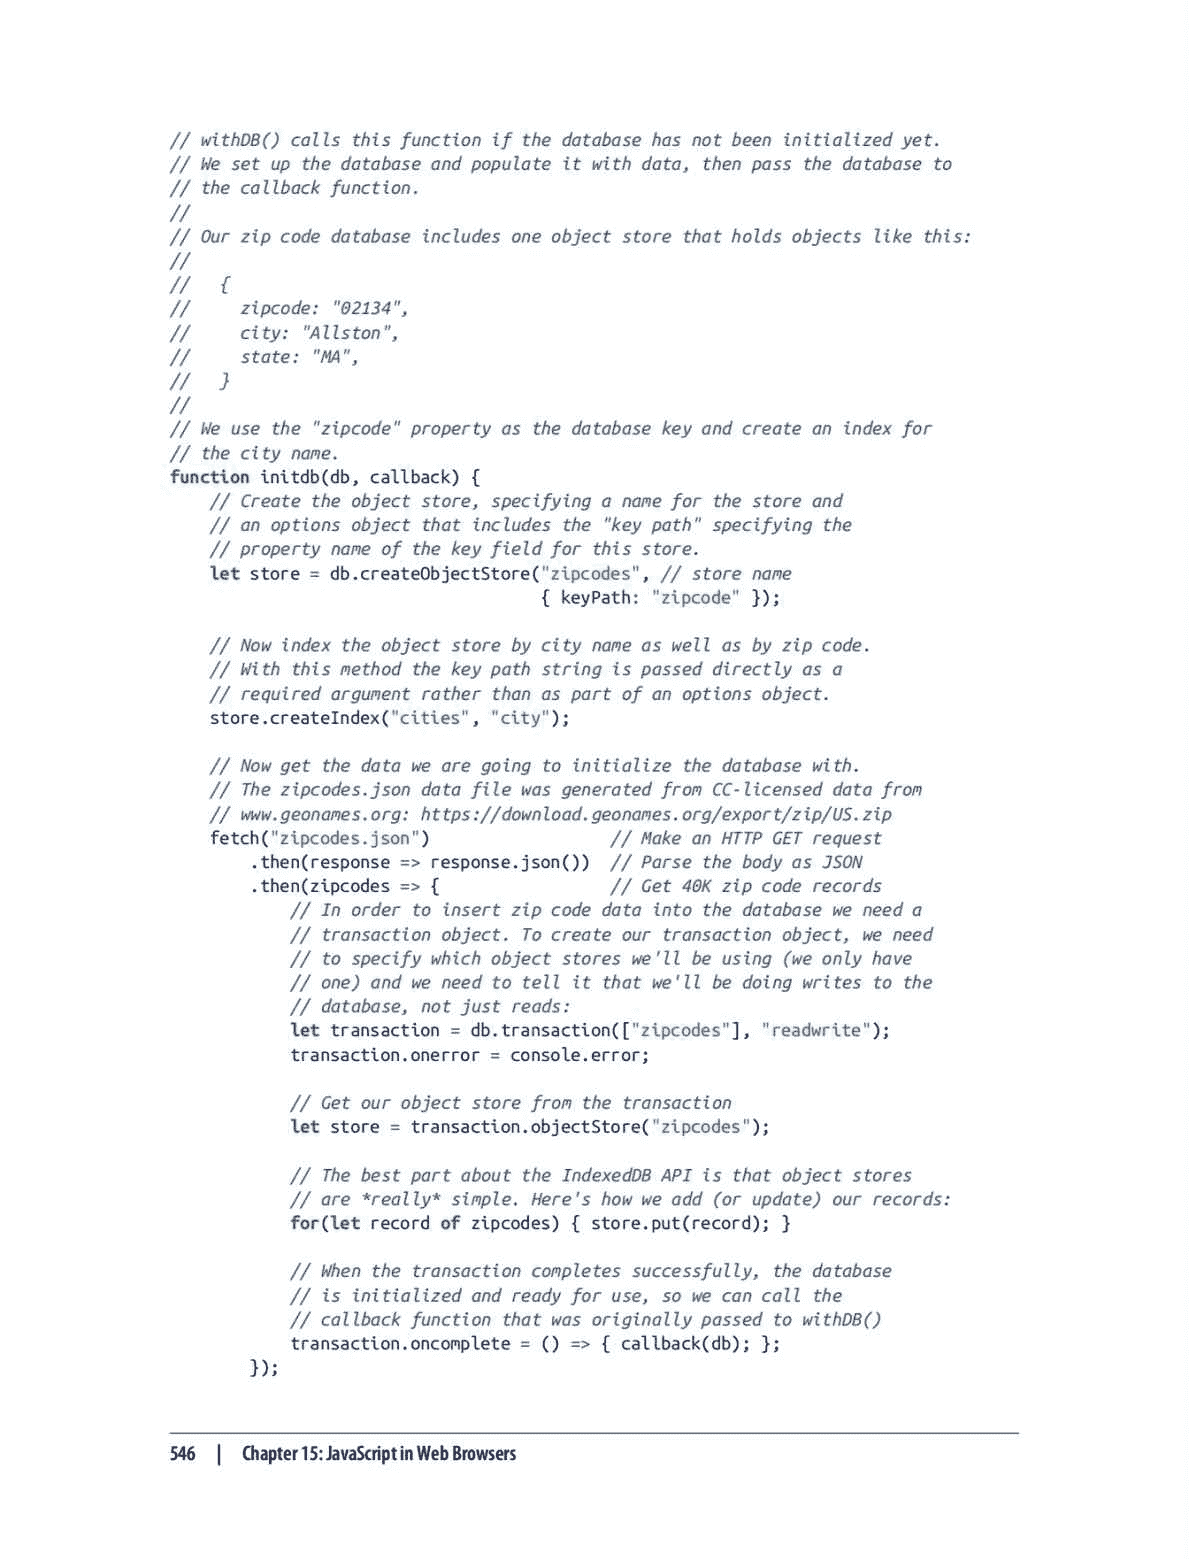 // withDB() calls this function if the database has not been initialized yet.
// We set up the database and populate it with data, then pass the database to
// the callback function.
//
// Our zip code database includes one object store that holds objects like this:
//
//   {
//     zipcode: "02134",
//     city: "Allston",
//     state: "MA",
//   }
//
// We use the "zipcode" property as the database key and create an index for
// the city name.
function initdb(db, callback) {
    // Create the object store, specifying a name for the store and
    // an options object that includes the "key path" specifying the
    // property name of the key field for this store.
    let store = db.createObjectStore("zipcodes", // store name
                                     { keyPath: "zipcode" });

    // Now index the object store by city name as well as by zip code.
    // With this method the key path string is passed directly as a
    // required argument rather than as part of an options object.
    store.createIndex("cities", "city");

    // Now get the data we are going to initialize the database with.
    // The zipcodes.json data file was generated from CC-licensed data from
    // www.geonames.org: https://download.geonames.org/export/zip/US.zip
    fetch("zipcodes.json")                  // Make an HTTP GET request
        .then(response => response.json())  // Parse the body as JSON
        .then(zipcodes => {                 // Get 40K zip code records
            // In order to insert zip code data into the database we need a
            // transaction object. To create our transaction object, we need
            // to specify which object stores we'll be using (we only have
            // one) and we need to tell it that we'll be doing writes to the
            // database, not just reads:
            let transaction = db.transaction(["zipcodes"], "readwrite");
            transaction.onerror = console.error;

            // Get our object store from the transaction
            let store = transaction.objectStore("zipcodes");

            // The best part about the IndexedDB API is that object stores
            // are *really* simple. Here's how we add (or update) our records:
            for(let record of zipcodes) { store.put(record); }

            // When the transaction completes successfully, the database
            // is initialized and ready for use, so we can call the
            // callback function that was originally passed to withDB()
            transaction.oncomplete = () => { callback(db); };
        });

546 | Chapter 15: JavaScript in Web Browsers